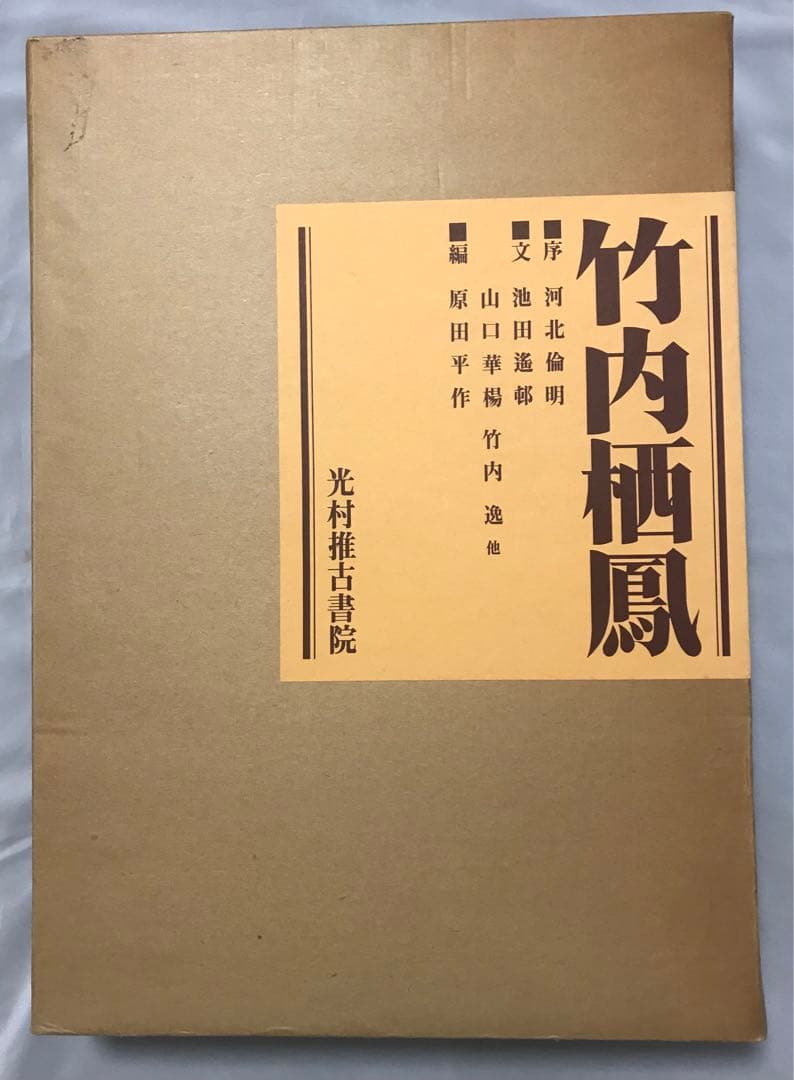 竹内栖鳳
■序 河北倫明
■文 池田遙邨
山口華楊 竹内 逸 他
■編 原田平作
光村推古書院